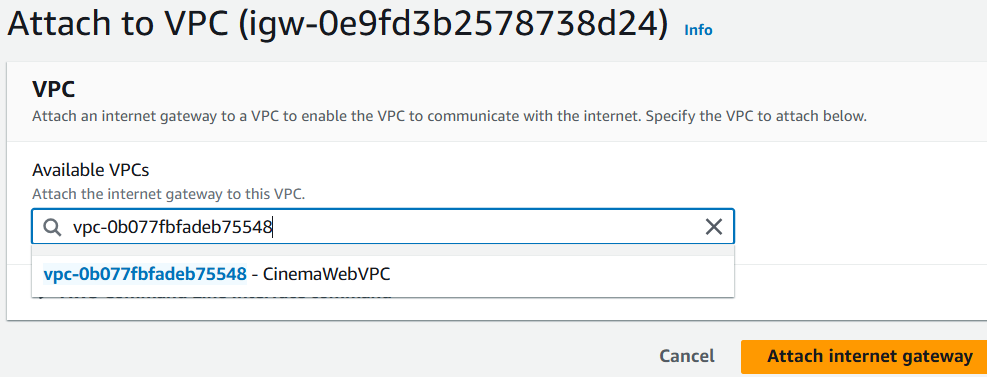 Attach to VPC (igw-0e9fd3b2578738d24) Info
VPC
Attach an internet gateway to a VPC to enable the VPC to communicate with the internet. Specify the VPC to attach below.
Available VPCs
Attach the internet gateway to this VPC.
vpc-0b077fbfadeb75548
vpc-0b077fbfadeb75548 - CinemaWebVPC
Cancel Attach internet gateway